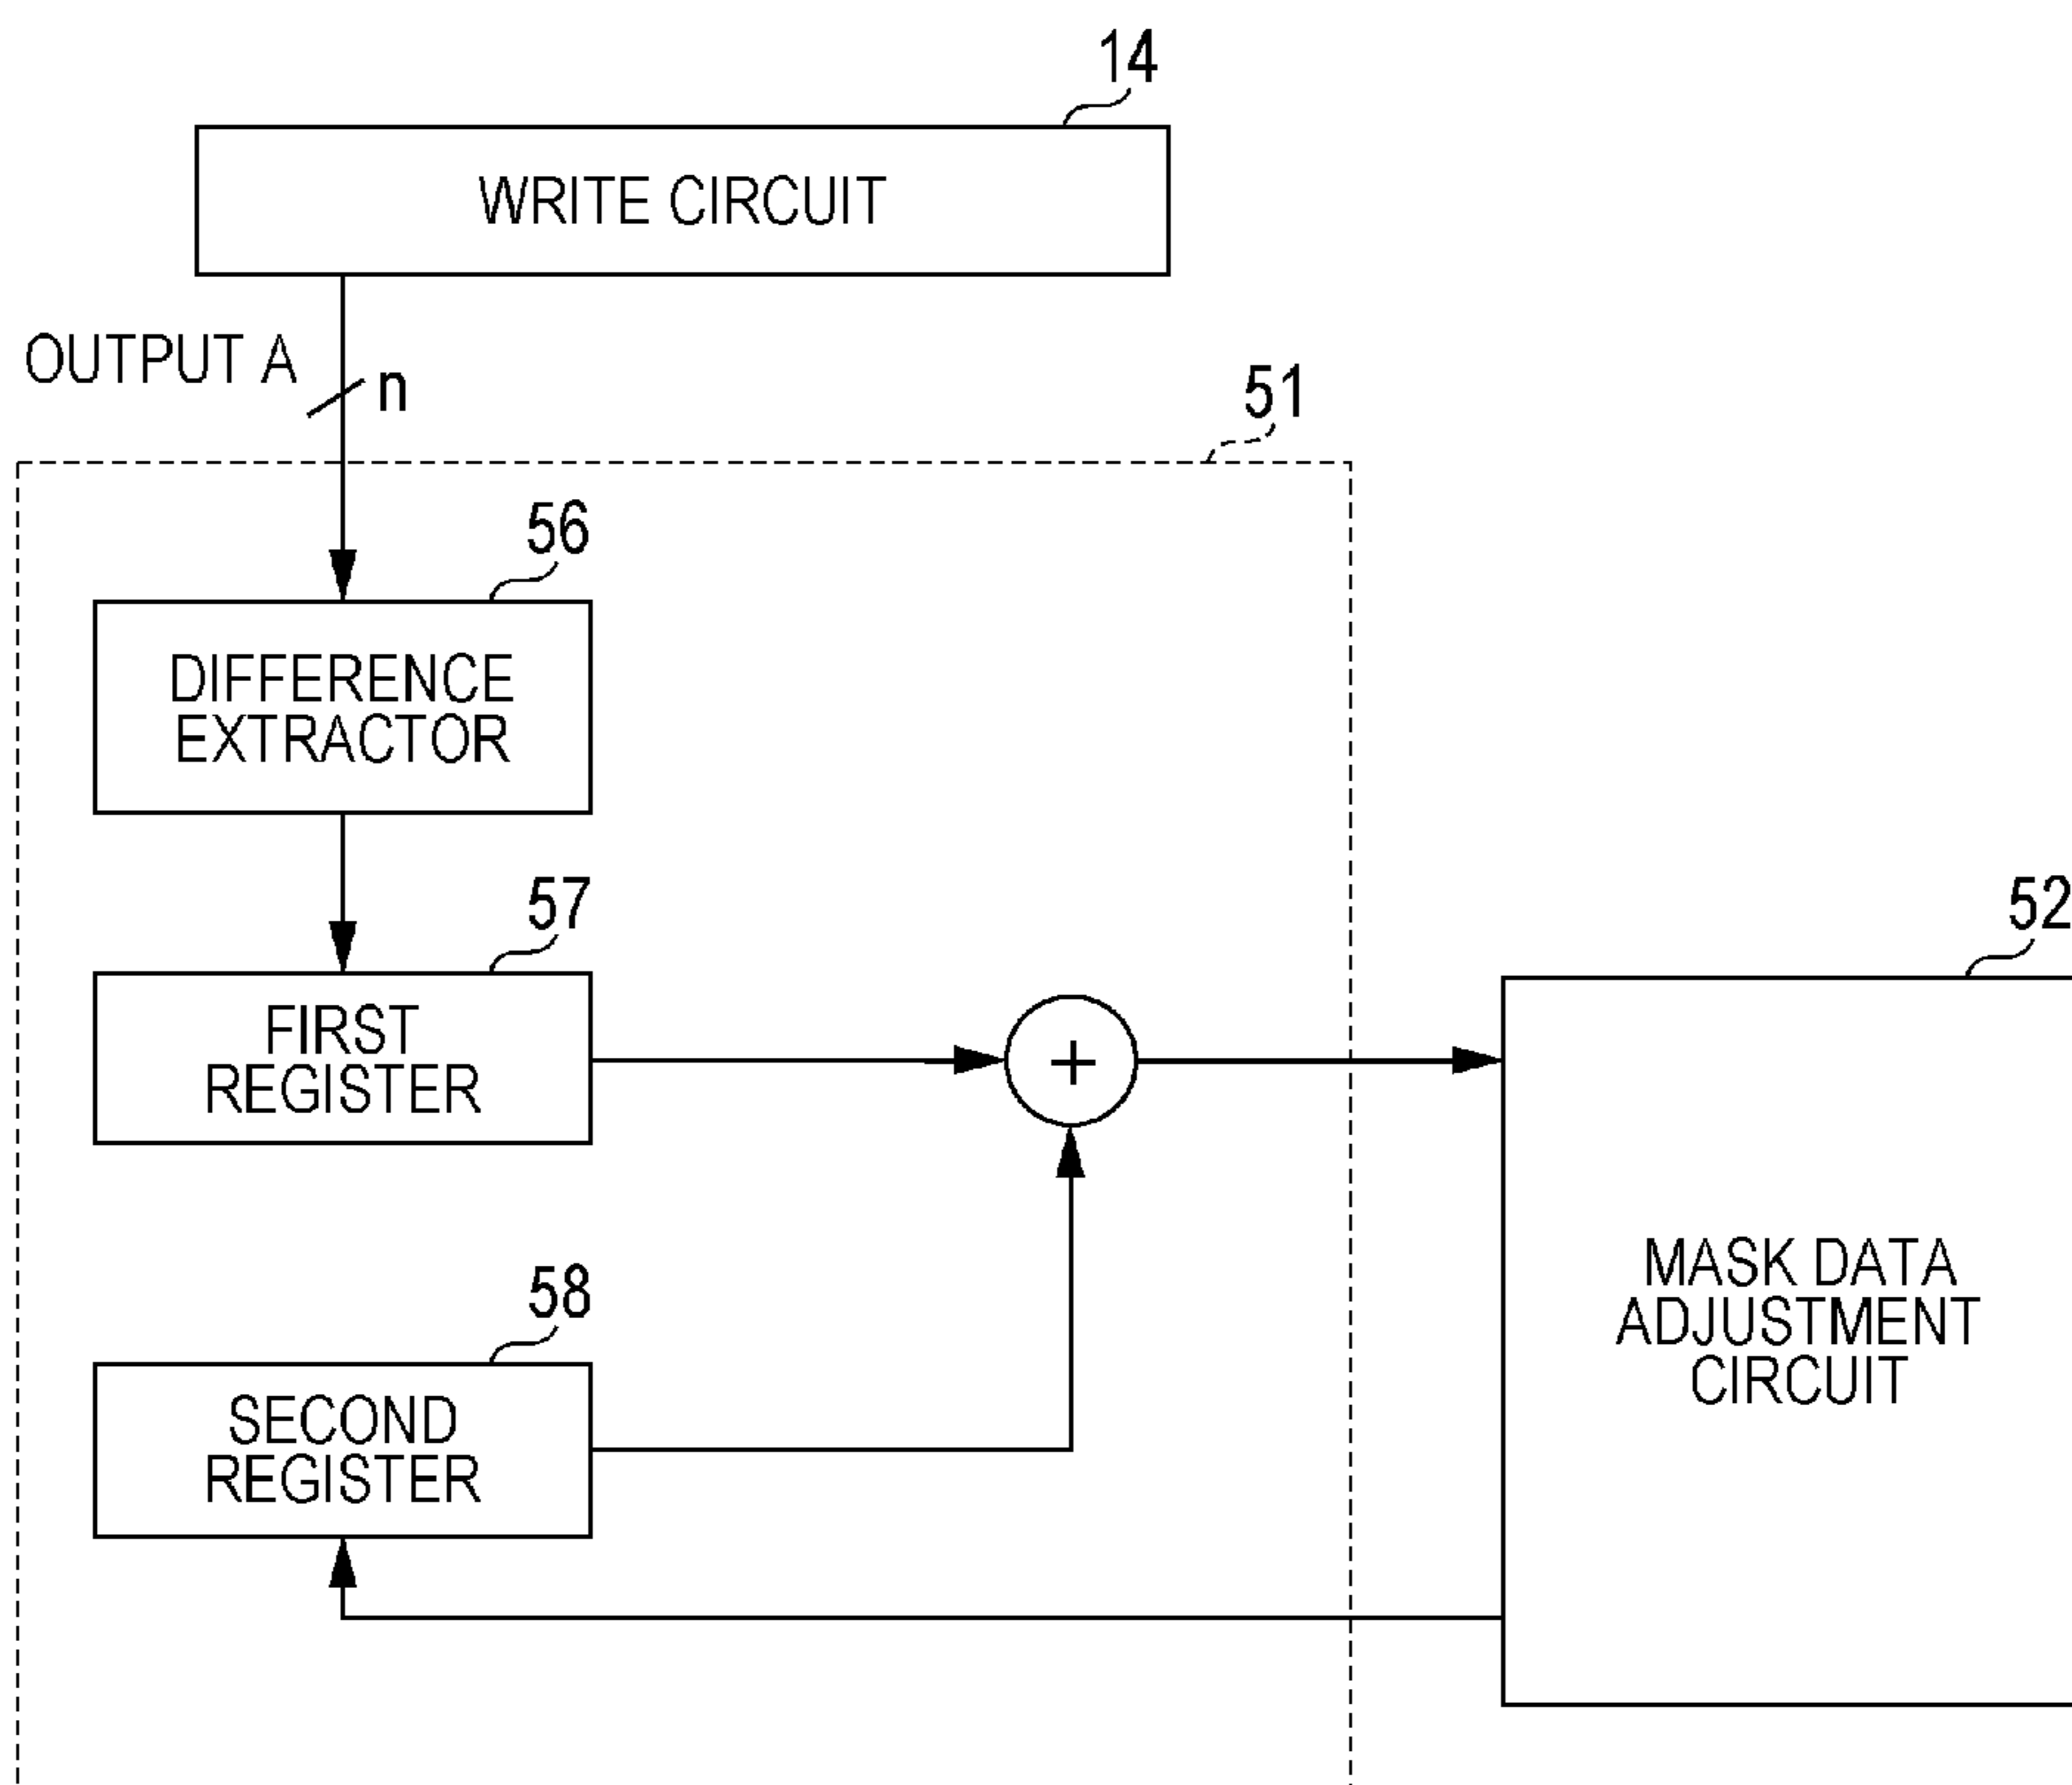 14
WRITE CIRCUIT
OUTPUT A
n
51
56
DIFFERENCE
EXTRACTOR
57
FIRST
REGISTER
+
52
MASK DATA
ADJUSTMENT
CIRCUIT
58
SECOND
REGISTER